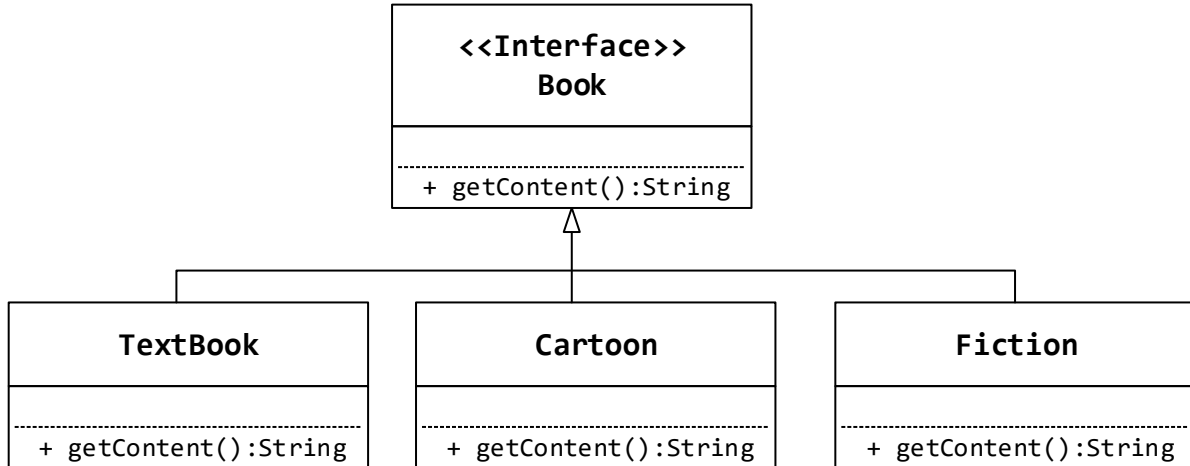 <<Interface>>
Book
+ getContent():String
TextBook
Cartoon
Fiction
+ getContent():String
+ getContent():String
+ getContent():String